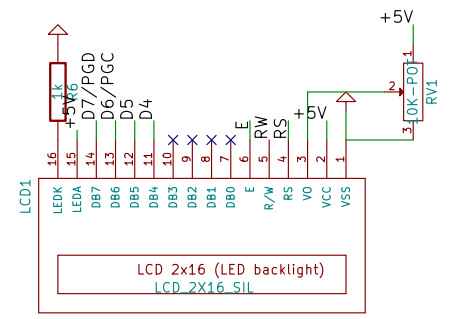 +5V
1
2
3
10K-POT
RV1
1k
R6
+5V
D7/PGD
D6/PGC
D5
D4
E
RW
RS
+5V
16
15
14
13
12
11
10
9
8
7
6
5
4
3
2
1
LCD1
LEDK
LEDA
DB7
DB6
DB5
DB4
DB3
DB2
DB1
DB0
E
R/W
RS
VO
VCC
VSS
LCD 2x16 (LED backlight)
LCD_2X16_SIL